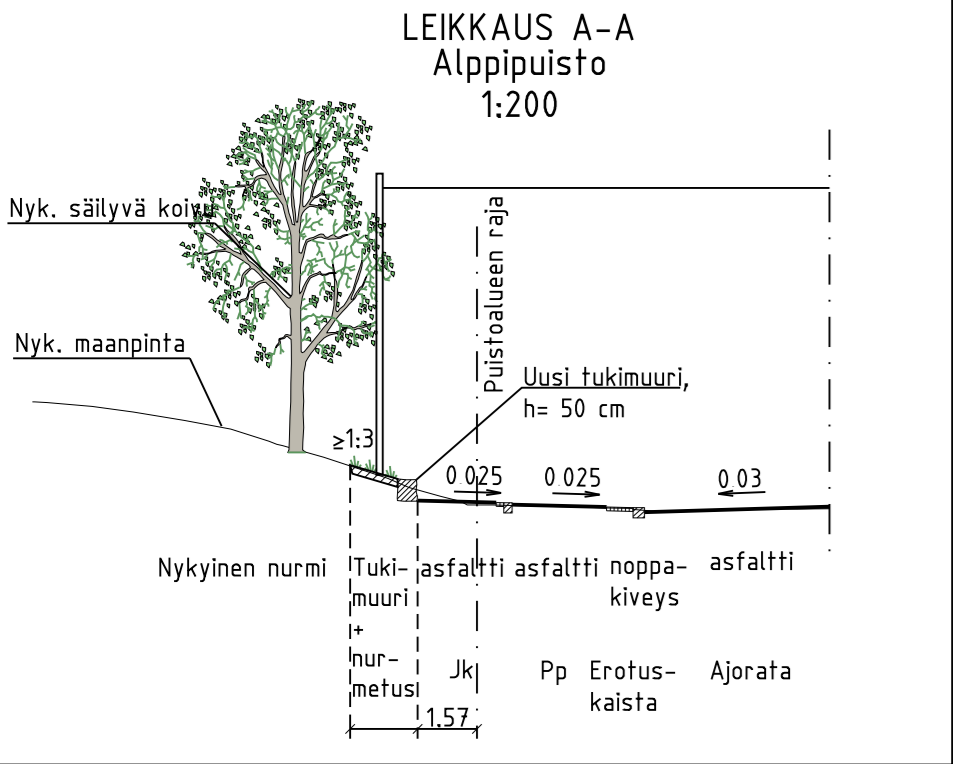 LEIKKAUS A-A
Alppipuisto
1:200
Nyk. säilyvä koivu
Puistoalueen raja
Nyk. maanpinta
Uusi tukimuuri,
h= 50 cm
≥1:3
0.025
0.025
0.03
Nykyinen nurmi
Tuki-
muuri
+
nur-
metus
asfaltti
asfaltti
noppa-
kiveys
asfaltti
Jk
Pp
Erotus-
kaista
Ajorata
1.57